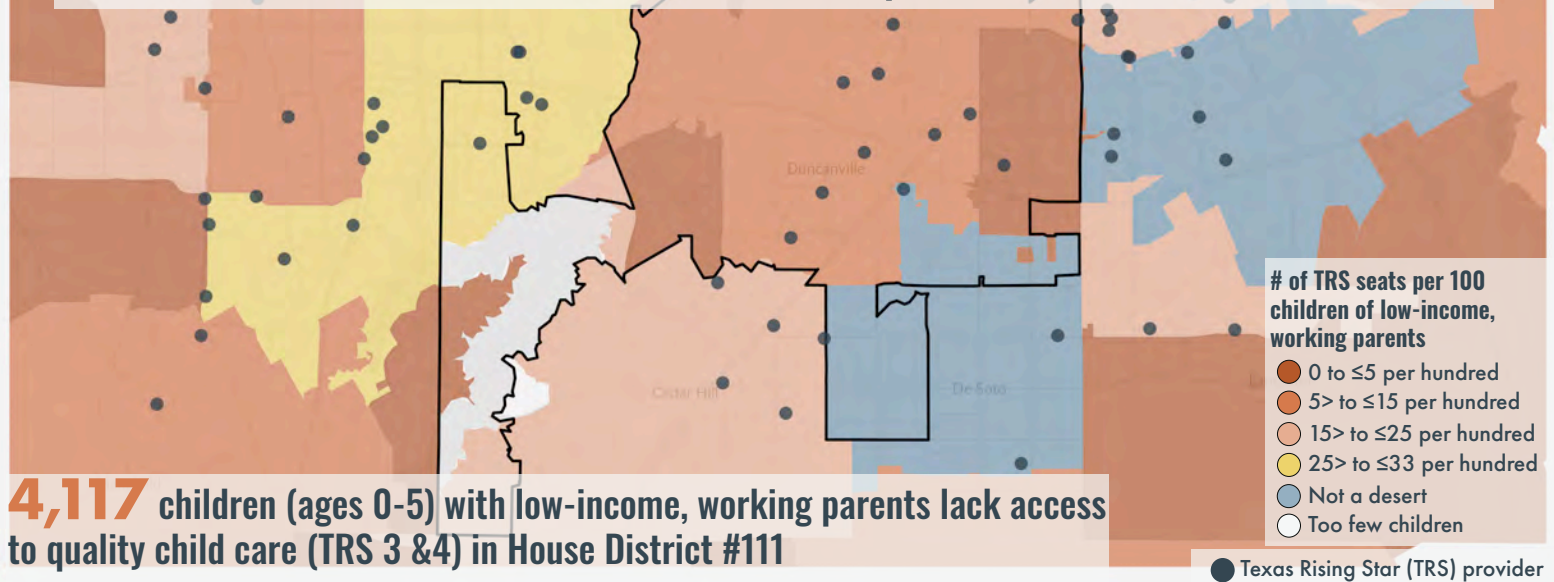 Duncanville
Cedar Hill
De Soto
# of TRS seats per 100
children of low-income,
working parents
0 to ≤5 per hundred
5> to ≤15 per hundred
15> to ≤25 per hundred
25> to ≤33 per hundred
Not a desert
Too few children
4,117 children (ages 0-5) with low-income, working parents lack access
to quality child care (TRS 3 &4) in House District #111
Texas Rising Star (TRS) provider